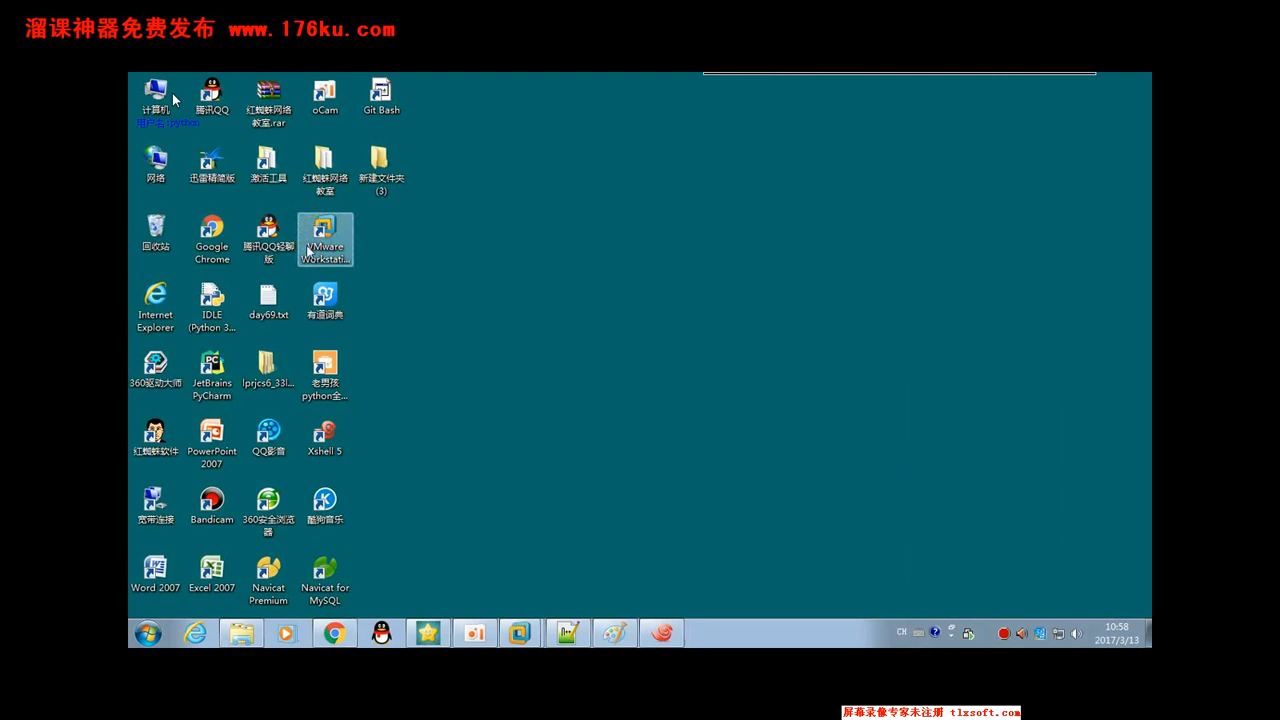 溜课神器免费发布 www.176ku.com
计算机
用户名:python
腾讯QQ
红蜘蛛网络
教室.rar
oCam
Git Bash
网络
迅雷精简版
激活工具
红蜘蛛网络
教室
新建文件夹
(3)
回收站
Google
Chrome
腾讯QQ轻聊
版
VMware
Workstati...
Internet
Explorer
IDLE
(Python 3...
day69.txt
有道词典
360驱动大师
JetBrains
PyCharm
lprjcs6_33l...
老男孩
python全...
红蜘蛛软件
PowerPoint
2007
QQ影音
Xshell 5
宽带连接
Bandicam
360安全浏览
器
酷狗音乐
Word 2007
Excel 2007
Navicat
Premium
Navicat for
MySQL
CH
10:58
2017/3/13
屏幕录像专家未注册 tlxsoft.com